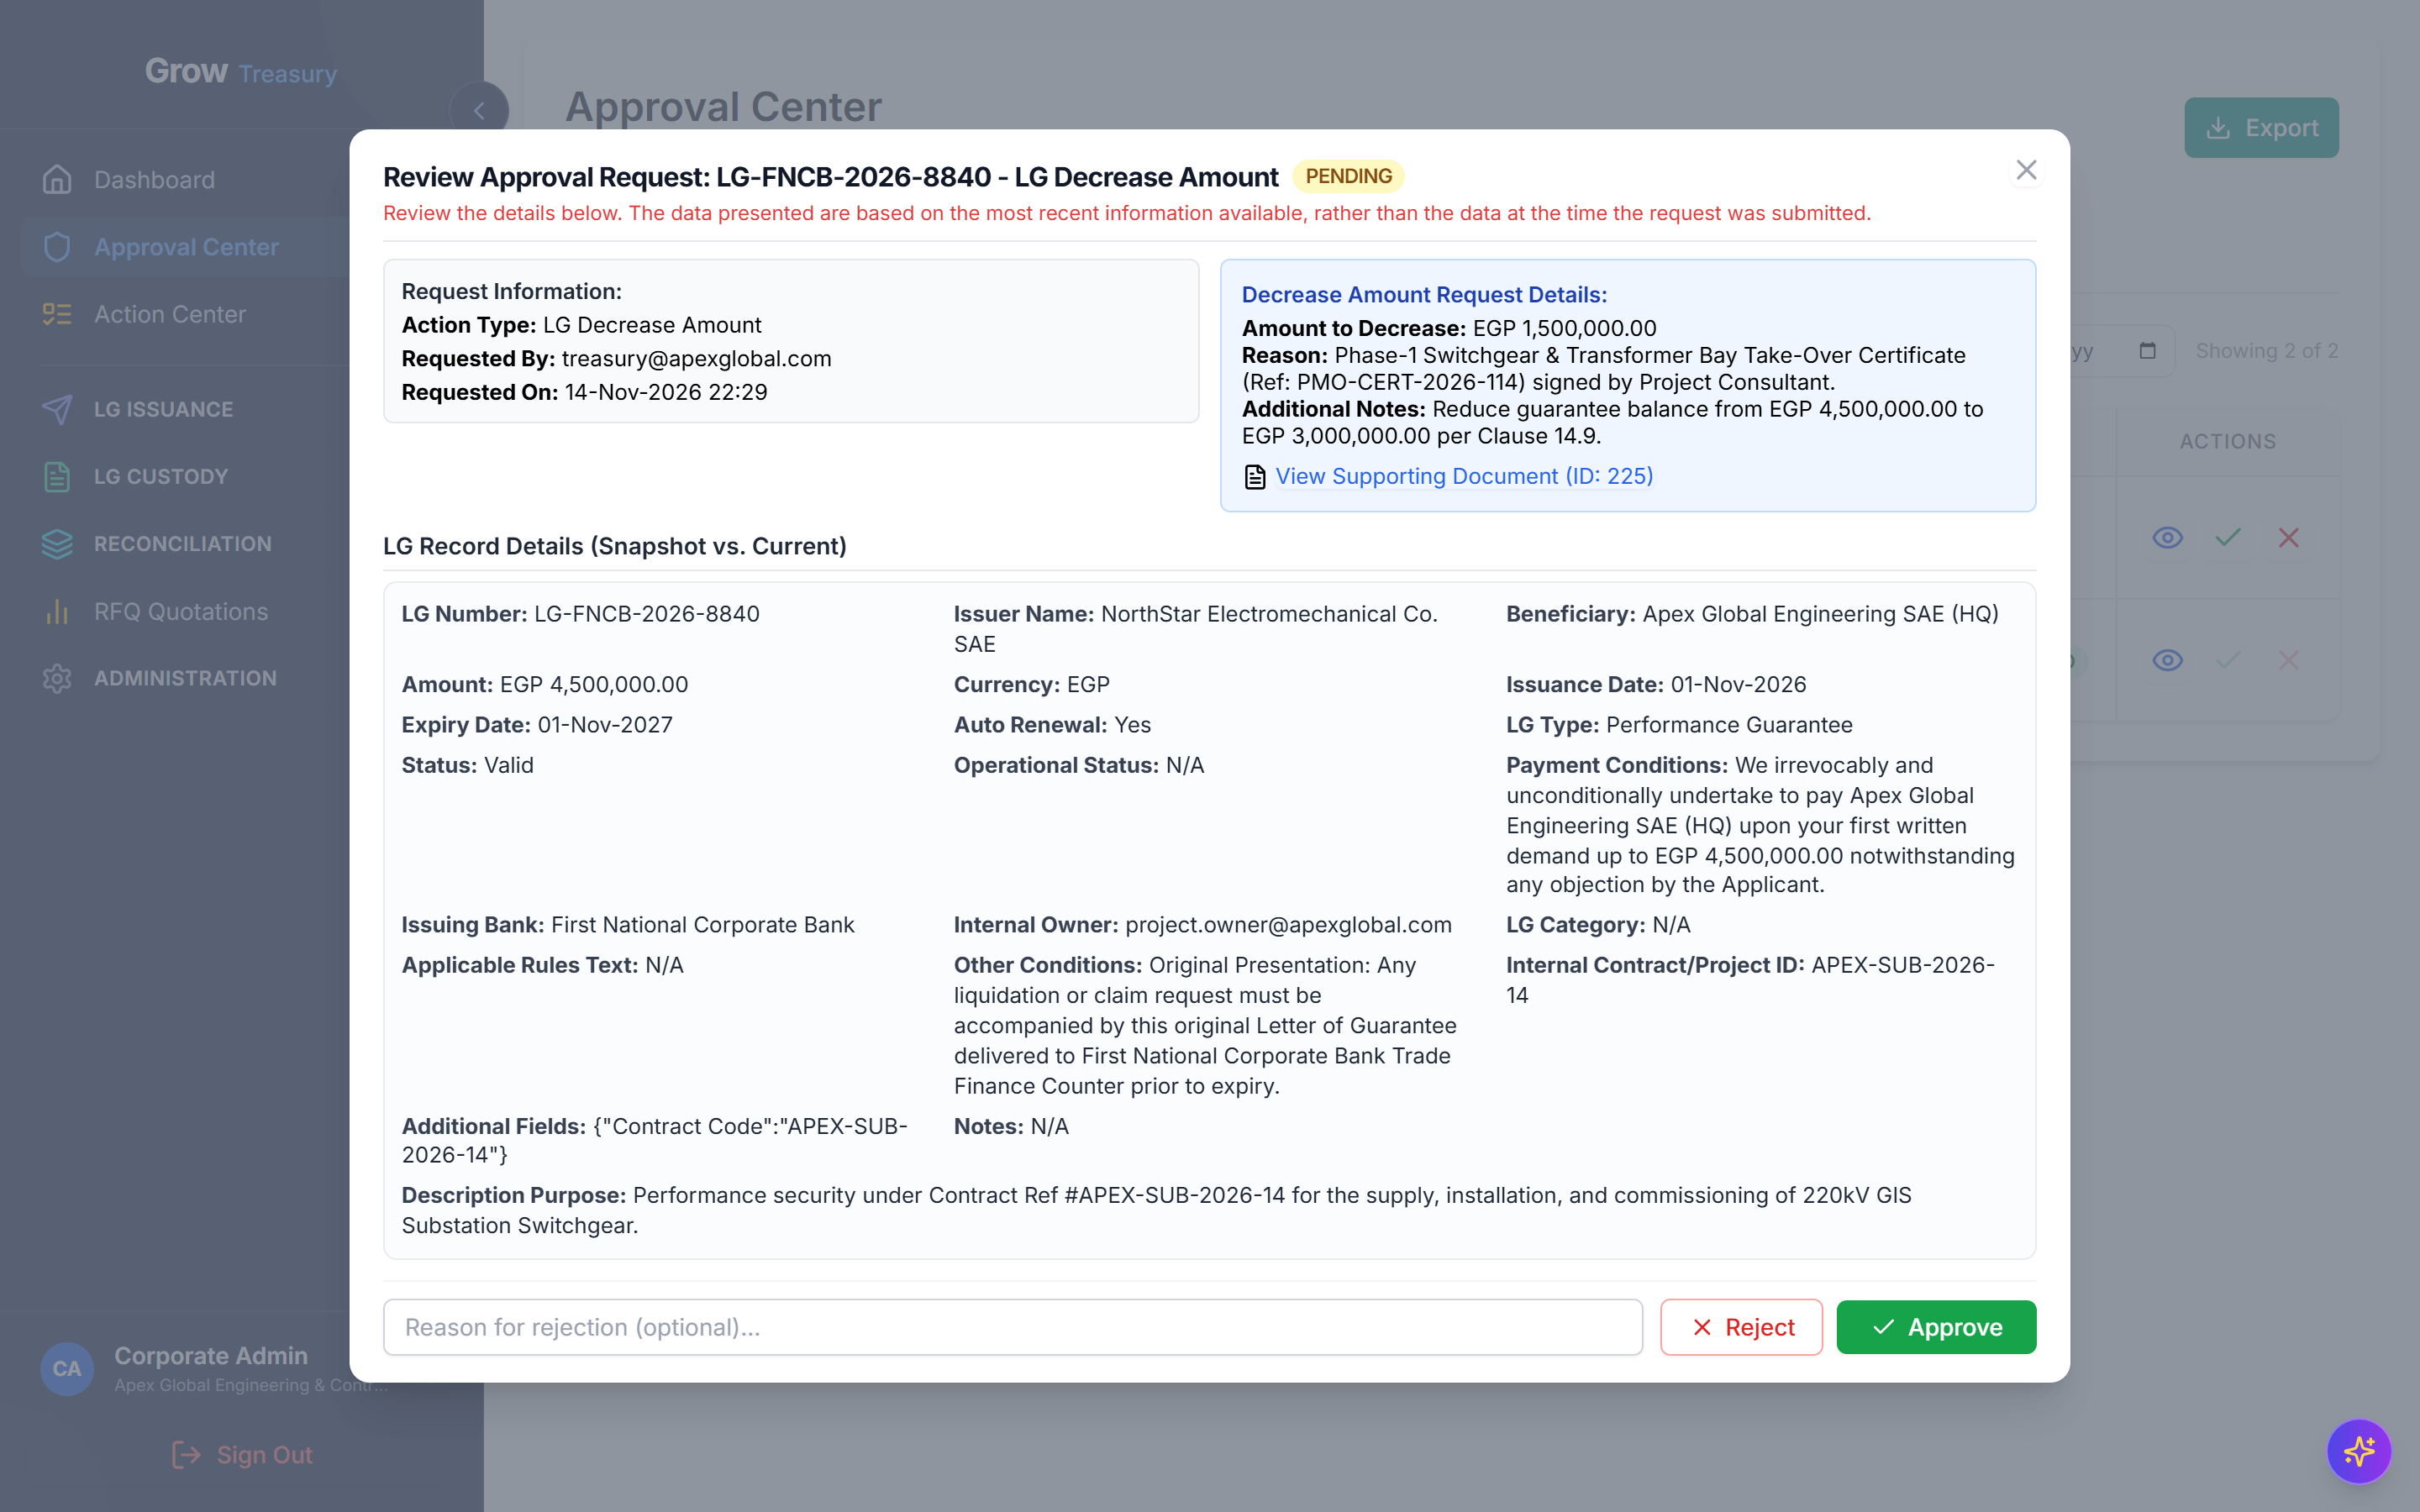 Grow Treasury
Dashboard
Approval Center
Action Center
LG ISSUANCE
LG CUSTODY
RECONCILIATION
RFQ Quotations
ADMINISTRATION
CA
Corporate Admin
Apex Global Engineering & Contr...
Sign Out
Approval Center
Export
yy
Showing 2 of 2
ACTIONS
Review Approval Request: LG-FNCB-2026-8840 - LG Decrease Amount PENDING
Review the details below. The data presented are based on the most recent information available, rather than the data at the time the request was submitted.
Request Information:
Action Type: LG Decrease Amount
Requested By: treasury@apexglobal.com
Requested On: 14-Nov-2026 22:29
Decrease Amount Request Details:
Amount to Decrease: EGP 1,500,000.00
Reason: Phase-1 Switchgear & Transformer Bay Take-Over Certificate
(Ref: PMO-CERT-2026-114) signed by Project Consultant.
Additional Notes: Reduce guarantee balance from EGP 4,500,000.00 to
EGP 3,000,000.00 per Clause 14.9.
View Supporting Document (ID: 225)
LG Record Details (Snapshot vs. Current)
LG Number: LG-FNCB-2026-8840
Issuer Name: NorthStar Electromechanical Co.
SAE
Beneficiary: Apex Global Engineering SAE (HQ)
Amount: EGP 4,500,000.00
Currency: EGP
Issuance Date: 01-Nov-2026
Expiry Date: 01-Nov-2027
Auto Renewal: Yes
LG Type: Performance Guarantee
Status: Valid
Operational Status: N/A
Payment Conditions: We irrevocably and
unconditionally undertake to pay Apex Global
Engineering SAE (HQ) upon your first written
demand up to EGP 4,500,000.00 notwithstanding
any objection by the Applicant.
Issuing Bank: First National Corporate Bank
Internal Owner: project.owner@apexglobal.com
LG Category: N/A
Applicable Rules Text: N/A
Other Conditions: Original Presentation: Any
liquidation or claim request must be
accompanied by this original Letter of Guarantee
delivered to First National Corporate Bank Trade
Finance Counter prior to expiry.
Internal Contract/Project ID: APEX-SUB-2026-
14
Additional Fields: {"Contract Code":"APEX-SUB-
2026-14"}
Notes: N/A
Description Purpose: Performance security under Contract Ref #APEX-SUB-2026-14 for the supply, installation, and commissioning of 220kV GIS
Substation Switchgear.
Reason for rejection (optional)...
Reject
Approve